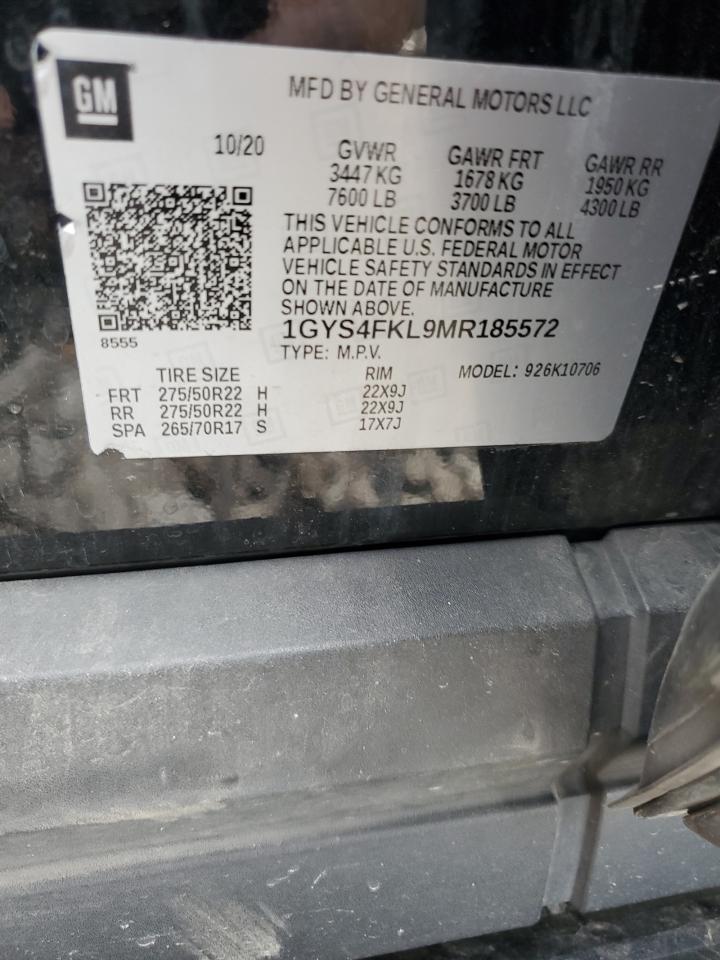 GM
MFD BY GENERAL MOTORS LLC
10/20 GVWR GAWR FRT GAWR RR
3447 KG 1678 KG 1950 KG
7600 LB 3700 LB 4300 LB
THIS VEHICLE CONFORMS TO ALL
APPLICABLE U.S. FEDERAL MOTOR
VEHICLE SAFETY STANDARDS IN EFFECT
ON THE DATE OF MANUFACTURE
SHOWN ABOVE.
8555
1GYS4FKL9MR185572
TYPE: M.P.V. MODEL: 926K10706
TIRE SIZE RIM
FRT 275/50R22 H 22X9J
RR 275/50R22 H 22X9J
SPA 265/70R17 S 17X7J